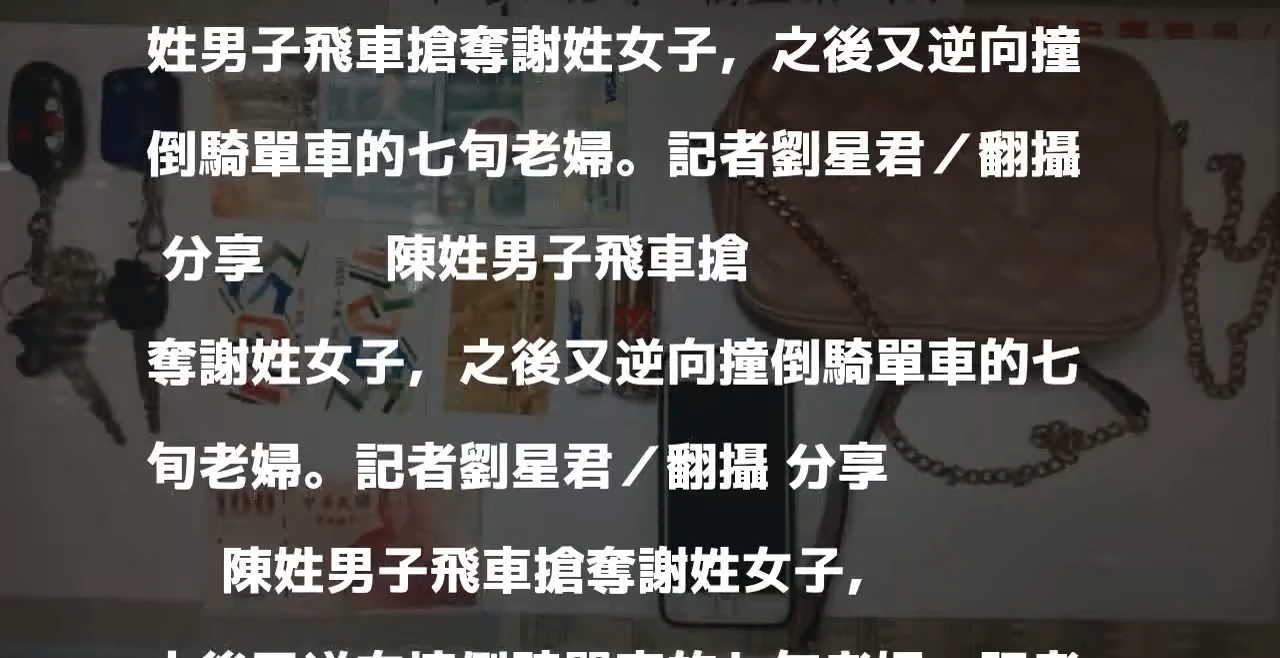 姓男子飛車搶奪謝姓女子，之後又逆向撞
倒騎單車的七旬老婦。記者劉星君／翻攝
分享 陳姓男子飛車搶
奪謝姓女子，之後又逆向撞倒騎單車的七
旬老婦。記者劉星君／翻攝 分享
陳姓男子飛車搶奪謝姓女子，
100